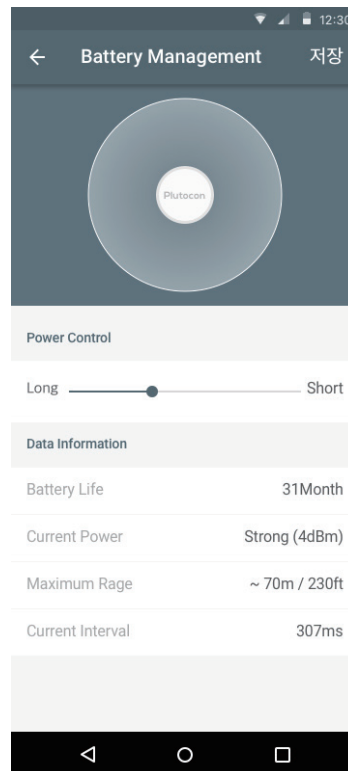 12:30
Battery Management 저장
Plutocon
Power Control
Long Short
Data Information
Battery Life 31Month
Current Power Strong (4dBm)
Maximum Rage ~ 70m / 230ft
Current Interval 307ms